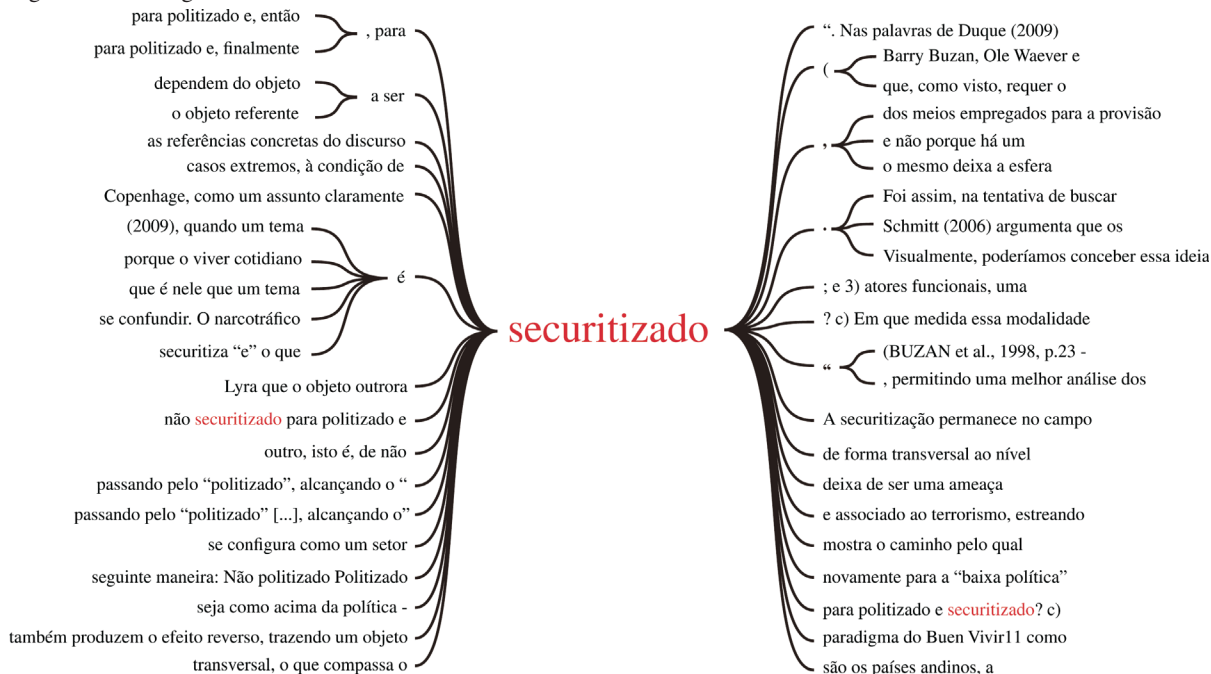 para politizado e, então
para politizado e, finalmente
, para
dependem do objeto
o objeto referente
a ser
as referências concretas do discurso
casos extremos, à condição de
Copenhage, como um assunto claramente
(2009), quando um tema
porque o viver cotidiano
que é nele que um tema
se confundir. O narcotráfico
securitiza “e” o que
é
Lyra que o objeto outrora
não securitizado para politizado e
outro, isto é, de não
passando pelo “politizado”, alcançando o “
passando pelo “politizado” [...], alcançando o”
se configura como um setor
seguinte maneira: Não politizado Politizado
seja como acima da política -
também produzem o efeito reverso, trazendo um objeto
transversal, o que compassa o
securitizado
“. Nas palavras de Duque (2009)
(
Barry Buzan, Ole Waever e
que, como visto, requer o
,
dos meios empregados para a provisão
e não porque há um
o mesmo deixa a esfera
.
Foi assim, na tentativa de buscar
Schmitt (2006) argumenta que os
Visualmente, poderíamos conceber essa ideia
; e 3) atores funcionais, uma
? c) Em que medida essa modalidade
“
(BUZAN et al., 1998, p.23 -
, permitindo uma melhor análise dos
A securitização permanece no campo
de forma transversal ao nível
deixa de ser uma ameaça
e associado ao terrorismo, estreando
mostra o caminho pelo qual
novamente para a “baixa política”
para politizado e securitizado? c)
paradigma do Buen Vivir11 como
são os países andinos, a